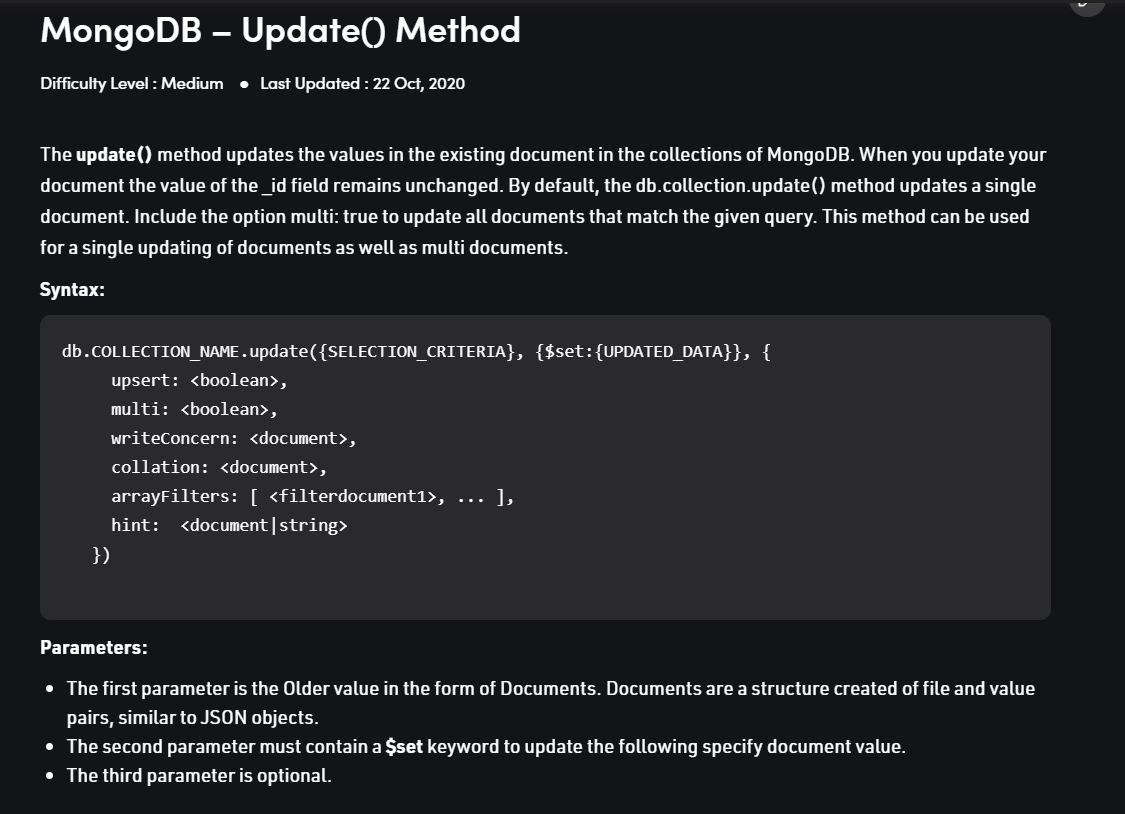 MongoDB – Update() Method
Difficulty Level : Medium ● Last Updated : 22 Oct, 2020
The update() method updates the values in the existing document in the collections of MongoDB. When you update your
document the value of the _id field remains unchanged. By default, the db.collection.update() method updates a single
document. Include the option multi: true to update all documents that match the given query. This method can be used
for a single updating of documents as well as multi documents.
Syntax:
db.COLLECTION_NAME.update({SELECTION_CRITERIA}, {$set:{UPDATED_DATA}}, {
     upsert: <boolean>,
     multi: <boolean>,
     writeConcern: <document>,
     collation: <document>,
     arrayFilters: [ <filterdocument1>, ... ],
     hint:  <document|string>
   })
Parameters:
• The first parameter is the Older value in the form of Documents. Documents are a structure created of file and value
pairs, similar to JSON objects.
• The second parameter must contain a $set keyword to update the following specify document value.
• The third parameter is optional.